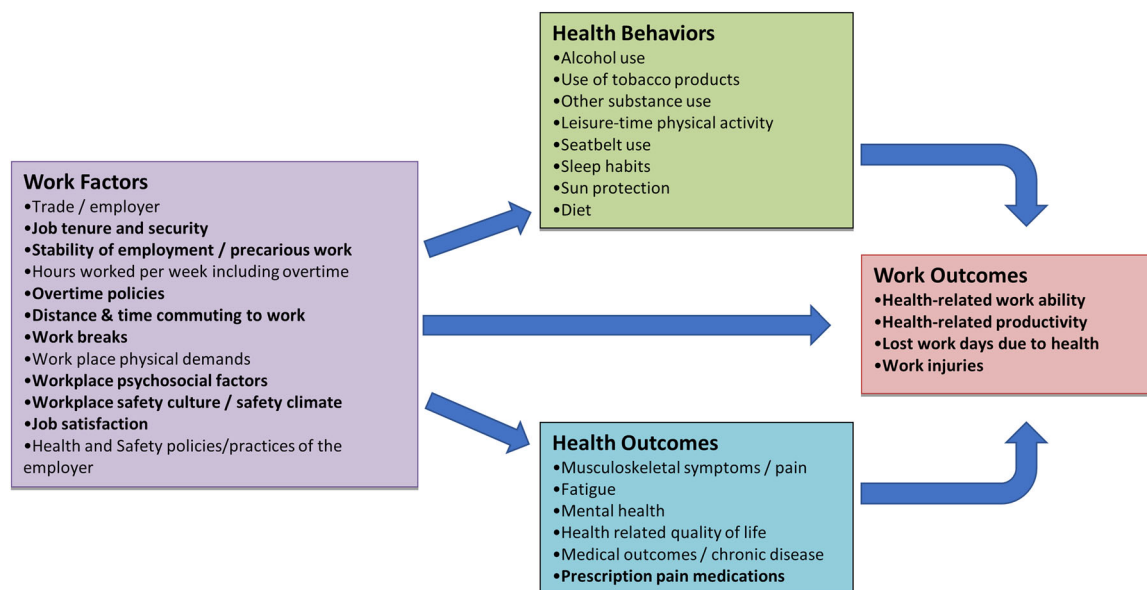 Health Behaviors
•Alcohol use
•Use of tobacco products
•Other substance use
•Leisure-time physical activity
•Seatbelt use
•Sleep habits
•Sun protection
•Diet
Work Factors
•Trade / employer
•Job tenure and security
•Stability of employment / precarious work
•Hours worked per week including overtime
•Overtime policies
•Distance & time commuting to work
•Work breaks
•Work place physical demands
•Workplace psychosocial factors
•Workplace safety culture / safety climate
•Job satisfaction
•Health and Safety policies/practices of the
employer
Work Outcomes
•Health-related work ability
•Health-related productivity
•Lost work days due to health
•Work injuries
Health Outcomes
•Musculoskeletal symptoms / pain
•Fatigue
•Mental health
•Health related quality of life
•Medical outcomes / chronic disease
•Prescription pain medications